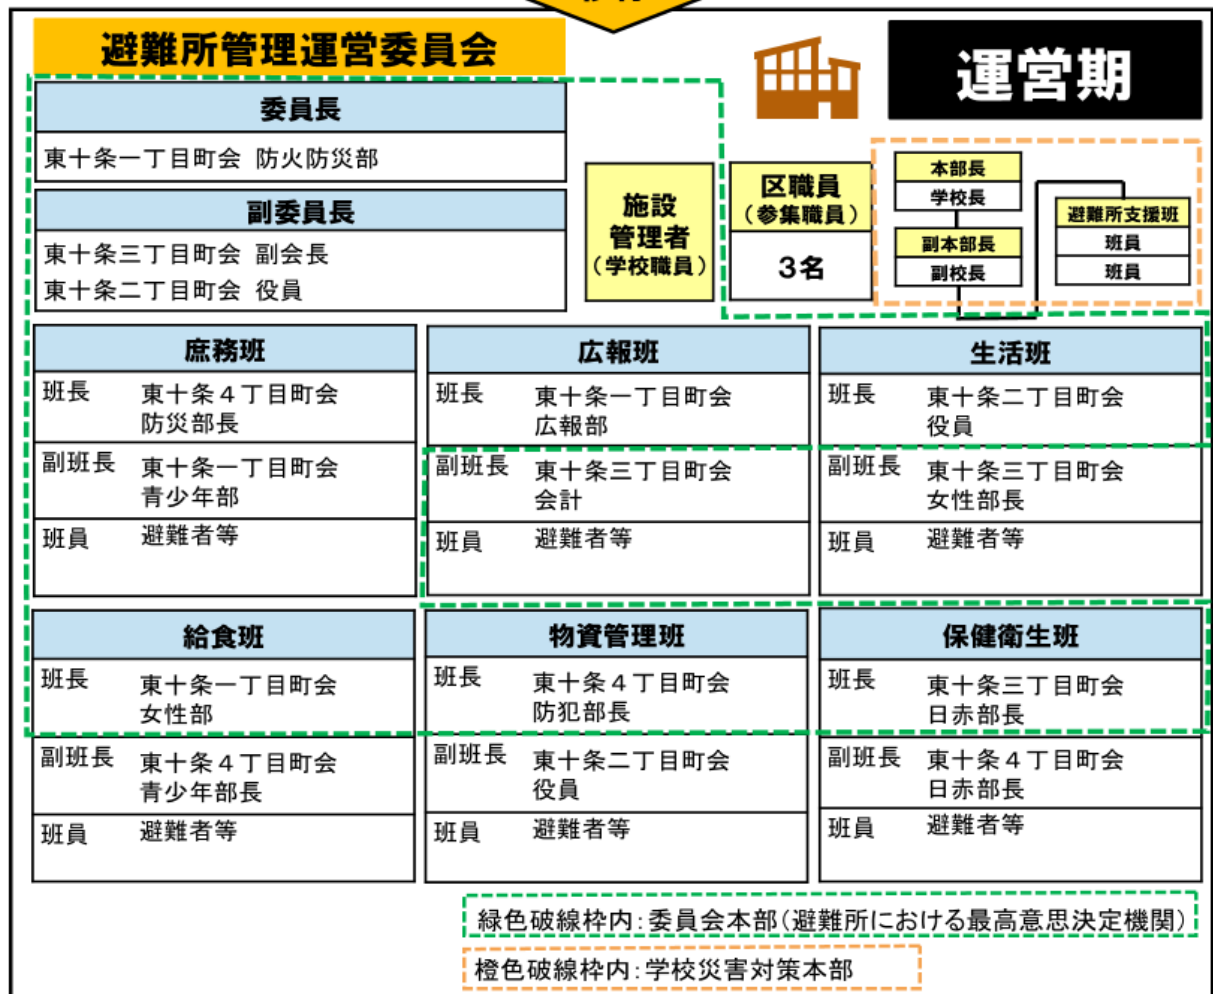 避難所管理運営委員会
運営期
委員長
東十条一丁目町会 防火防災部
副委員長
東十条三丁目町会 副会長
東十条二丁目町会 役員
施設
管理者
（学校職員）
区職員
（参集職員）
３名
本部長
学校長
副本部長
副校長
避難所支援班
班員
班員
庶務班
班長 東十条４丁目町会
防災部長
副班長 東十条一丁目町会
青少年部
班員 避難者等
広報班
班長 東十条一丁目町会
広報部
副班長 東十条三丁目町会
会計
班員 避難者等
生活班
班長 東十条二丁目町会
役員
副班長 東十条三丁目町会
女性部長
班員 避難者等
給食班
班長 東十条一丁目町会
女性部
副班長 東十条４丁目町会
青少年部長
班員 避難者等
物資管理班
班長 東十条４丁目町会
防犯部長
副班長 東十条二丁目町会
役員
班員 避難者等
保健衛生班
班長 東十条三丁目町会
日赤部長
副班長 東十条４丁目町会
日赤部長
班員 避難者等
緑色破線枠内：委員会本部（避難所における最高意思決定機関）
橙色破線枠内：学校災害対策本部